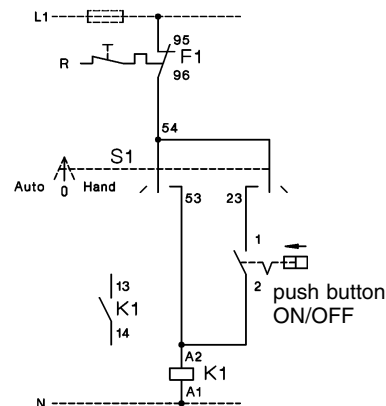 L1
95
F1
R
96
54
S1
Auto 0 Hand
53 23
1
13
K1
14
2
push button
ON/OFF
A2
K1
A1
N